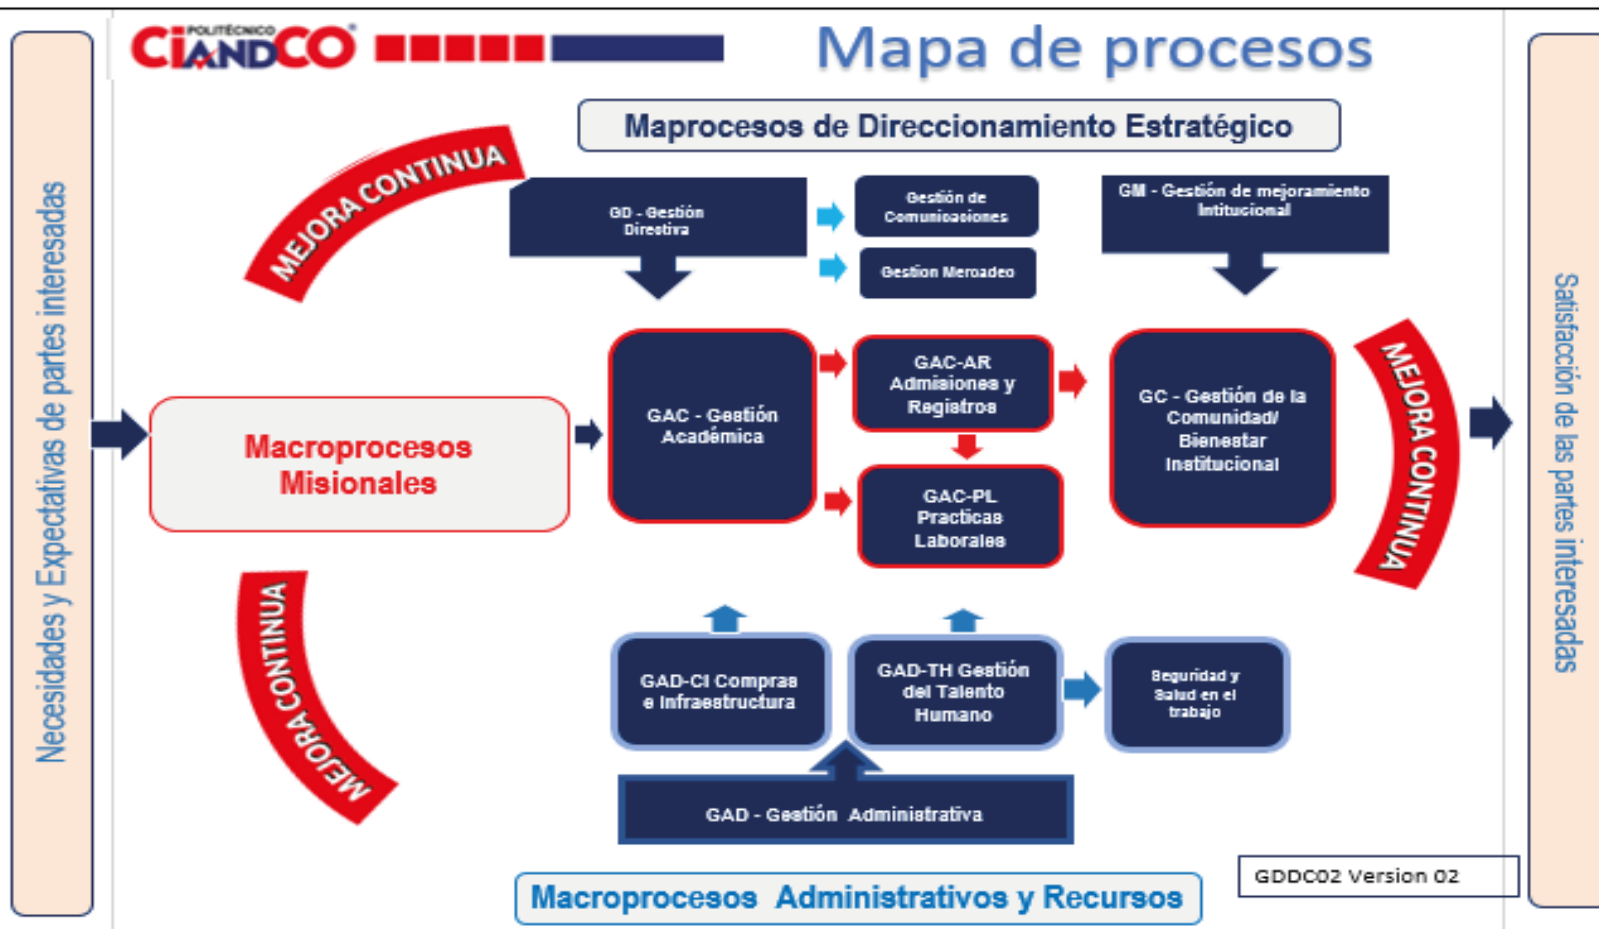 POLITÉCNICO
CIANDCO
Mapa de procesos
Maprocesos de Direccionamiento Estratégico
Necesidades y Expectativas de partes interesadas
MEJORA CONTINUA
GD - Gestión
Directiva
Gestión de
Comunicaciones
Gestion Mercadeo
GM - Gestión de mejoramiento
Intitucional
Macroprocesos
Misionales
GAC - Gestión
Académica
GAC-AR
Admisiones y
Registros
GAC-PL
Practicas
Laborales
GC - Gestión de la
Comunidad/
Bienestar
Institucional
MEJORA CONTINUA
Satisfacción de las partes interesadas
MEJORA CONTINUA
GAD-CI Compras
e Infraestructura
GAD-TH Gestión
del Talento
Humano
Seguridad y
Salud en el
trabajo
GAD - Gestión Administrativa
GDDC02 Version 02
Macroprocesos Administrativos y Recursos